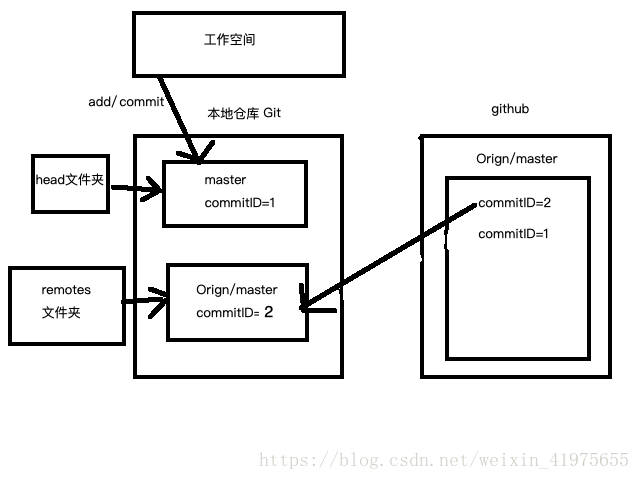 工作空间
add/commit
本地仓库 Git
github
head文件夹
master
commitID=1
Orign/master
commitID=2
commitID=1
remotes
文件夹
Orign/master
commitID= 2
https://blog.csdn.net/weixin_41975655